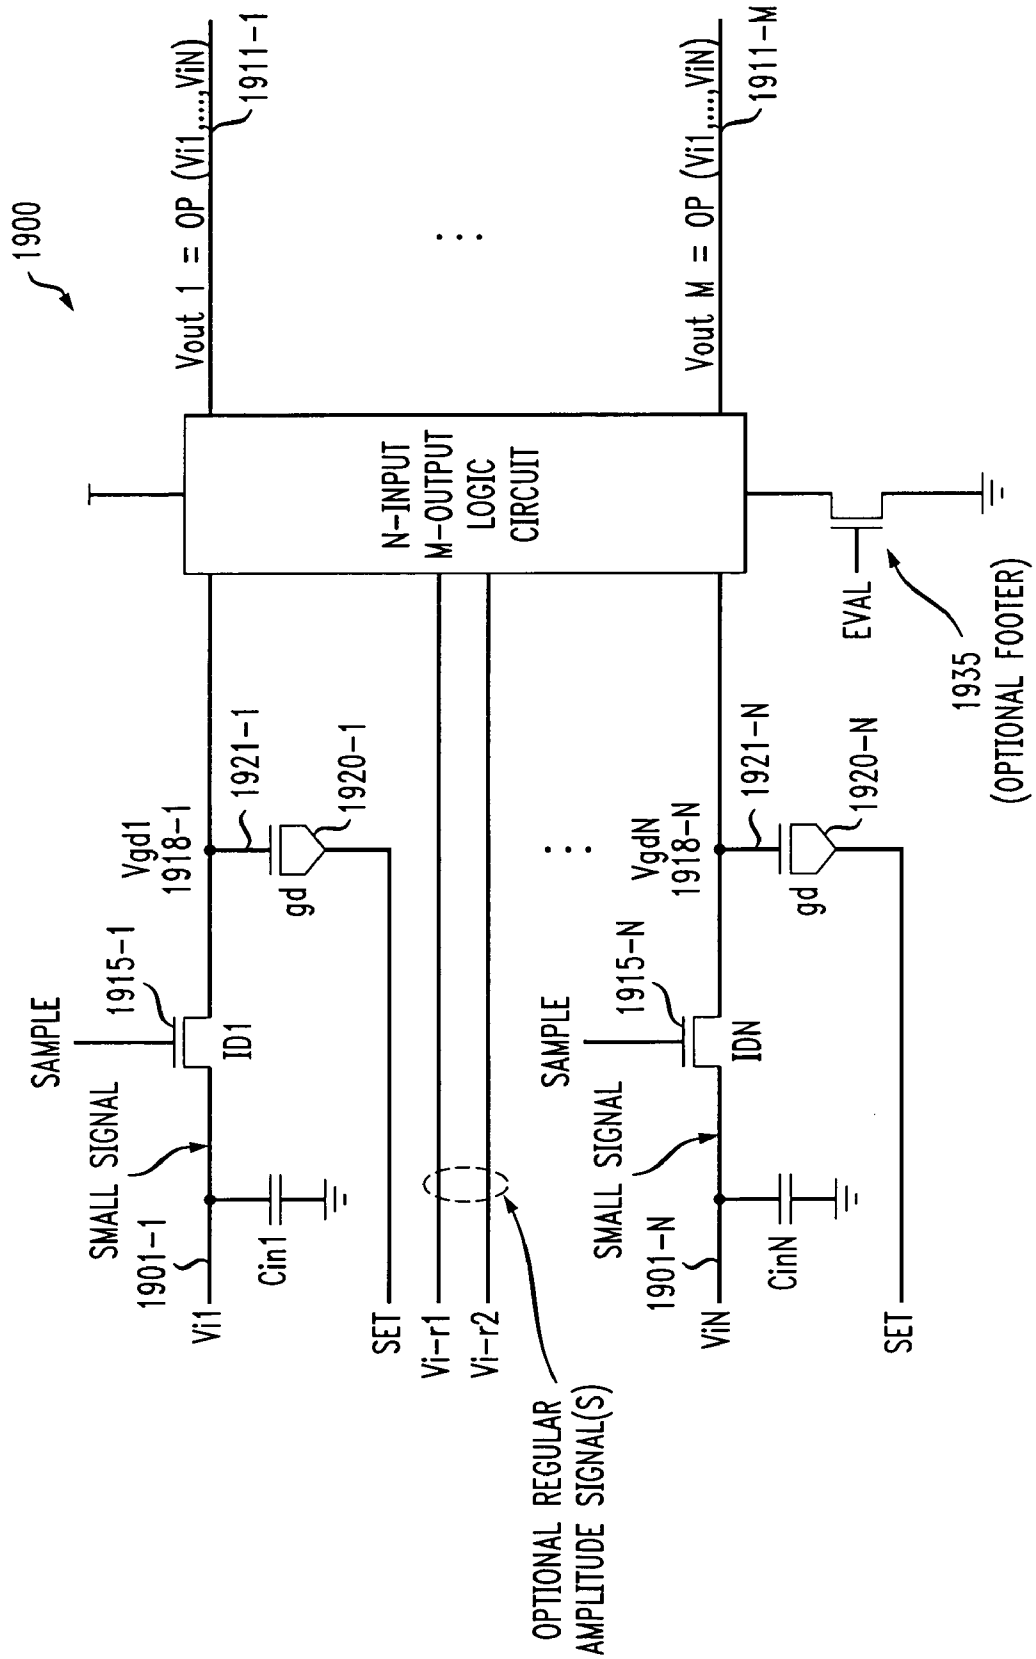 1900
Vout 1 = OP (Vi1,...,ViN)
1911-1
...
Vout M = OP (Vi1,...,ViN)
1911-M
N-INPUT
M-OUTPUT
LOGIC
CIRCUIT
EVAL
1935
(OPTIONAL FOOTER)
Vgd1
1918-1
1921-1
gd
1920-1
...
VgdN
1918-N
1921-N
gd
1920-N
SAMPLE
1915-1
ID1
SAMPLE
1915-N
IDN
SMALL SIGNAL
1901-1
Vi1
Cin1
SET
Vi-r1
Vi-r2
SMALL SIGNAL
1901-N
ViN
CinN
SET
OPTIONAL REGULAR
AMPLITUDE SIGNAL(S)